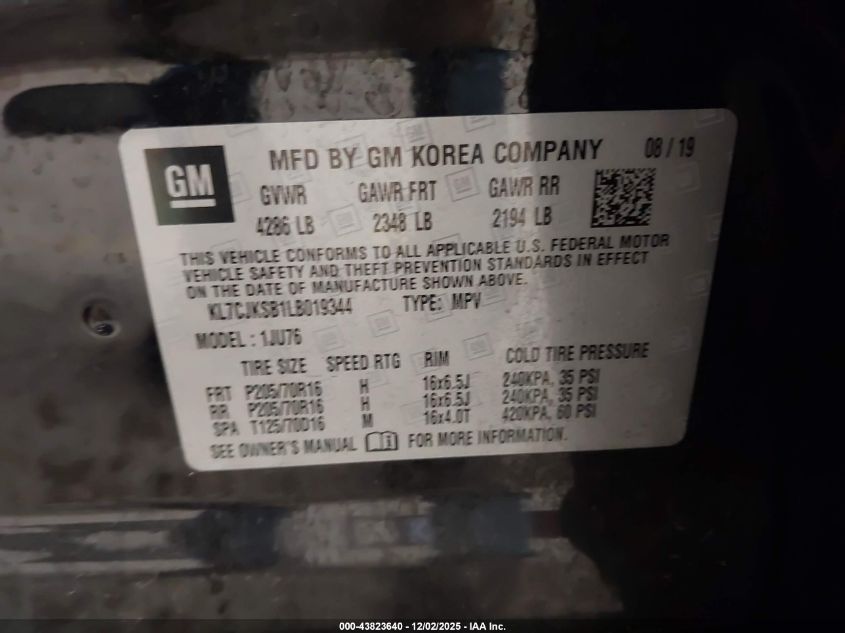 GM
MFD BY GM KOREA COMPANY 08 / 19
GVWR GAWR FRT GAWR RR
4286 LB 2348 LB 2194 LB
THIS VEHICLE CONFORMS TO ALL APPLICABLE U.S. FEDERAL MOTOR
VEHICLE SAFETY AND THEFT PREVENTION STANDARDS IN EFFECT
ON THE DATE OF MANUFACTURE SHOWN ABOVE.
KL7CJKSB1LB019344 TYPE: MPV
MODEL : 1JU76
TIRE SIZE SPEED RTG RIM COLD TIRE PRESSURE
FRT P205/70R16 H 16x6.5J 240KPA, 35 PSI
RR P205/70R16 H 16x6.5J 240KPA, 35 PSI
SPA T125/70D16 M 16x4.0T 420KPA, 60 PSI
SEE OWNER'S MANUAL FOR MORE INFORMATION.
000-43823640 - 12/02/2025 - IAA Inc.